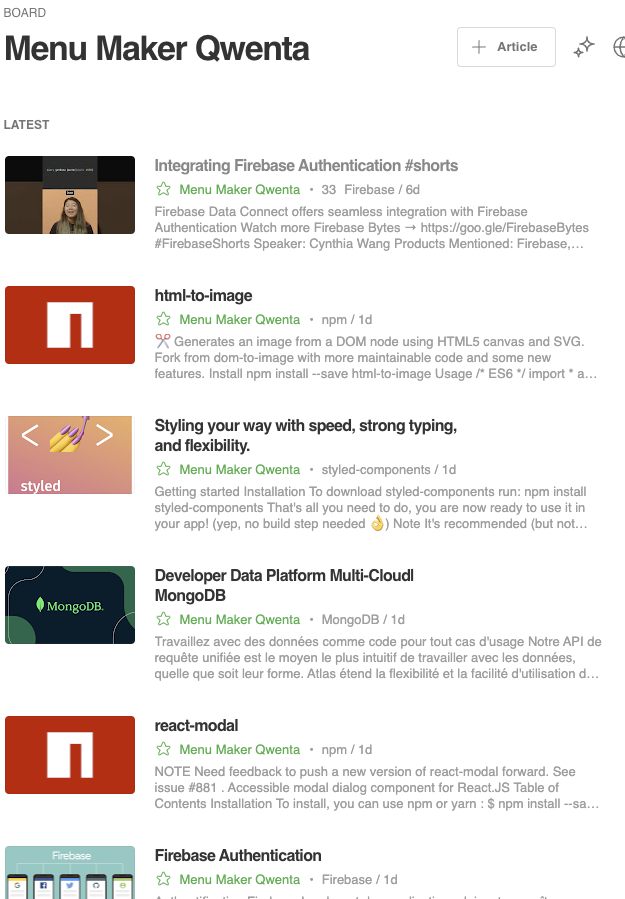 BOARD
Menu Maker Qwenta
Article
LATEST
Integrating Firebase Authentication #shorts
Menu Maker Qwenta • 33 Firebase / 6d
Firebase Data Connect offers seamless integration with Firebase
Authentication Watch more Firebase Bytes → https://goo.gle/FirebaseBytes
#FirebaseShorts Speaker: Cynthia Wang Products Mentioned: Firebase,…
html-to-image
Menu Maker Qwenta • npm / 1d
✂️ Generates an image from a DOM node using HTML5 canvas and SVG.
Fork from dom-to-image with more maintainable code and some new
features. Install npm install --save html-to-image Usage /* ES6 */ import * a…
< 💅 >
styled
Styling your way with speed, strong typing,
and flexibility.
Menu Maker Qwenta • styled-components / 1d
Getting started Installation To download styled-components run: npm install
styled-components That's all you need to do, you are now ready to use it in
your app! (yep, no build step needed 👌) Note It's recommended (but not…
MongoDB.
Developer Data Platform Multi-Cloudl
MongoDB
Menu Maker Qwenta • MongoDB / 1d
Travaillez avec des données comme code pour tout cas d'usage Notre API de
requête unifiée est le moyen le plus intuitif de travailler avec les données,
quelle que soit leur forme. Atlas étend la flexibilité et la facilité d'utilisation d…
react-modal
Menu Maker Qwenta • npm / 1d
NOTE Need feedback to push a new version of react-modal forward. See
issue #881 . Accessible modal dialog component for React.JS Table of
Contents Installation To install, you can use npm or yarn : $ npm install --sa…
Firebase
Firebase Authentication
Menu Maker Qwenta • Firebase / 1d